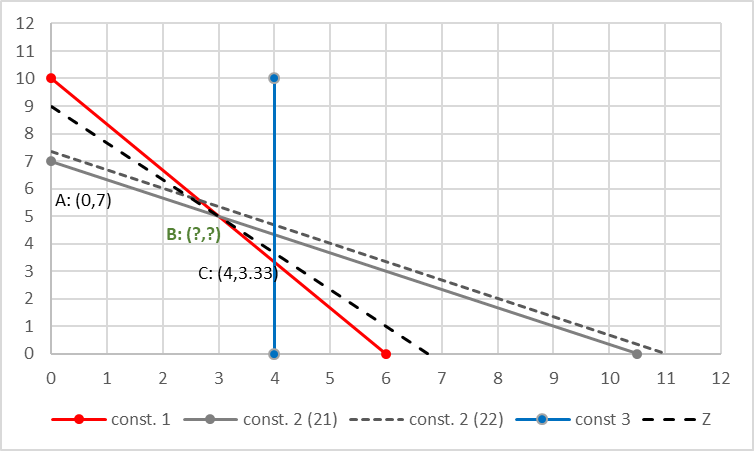 12
11
10
9
8
7
6
A: (0,7)
5
B: (?,?)
4
3
C: (4,3.33)
2
1
0
0 1 2 3 4 5 6 7 8 9 10 11 12
const. 1 const. 2 (21) const. 2 (22) const 3 Z